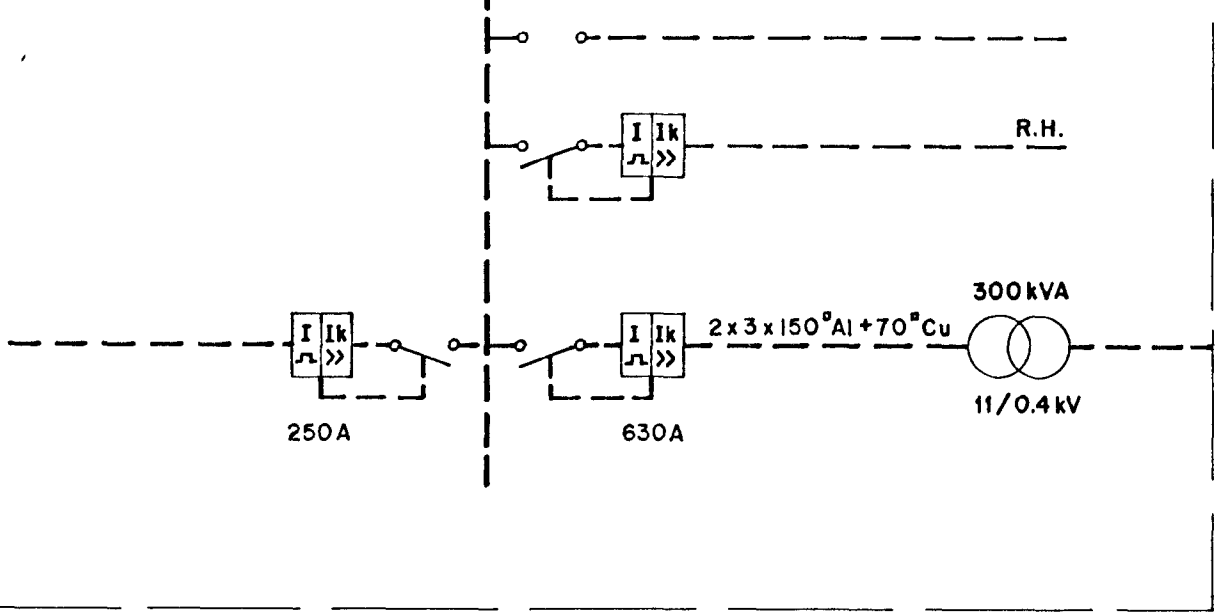 I Ik
>>
R.H.
I Ik
>>
250A
I Ik
>>
630A
2x3x150□Al+70□Cu
300kVA
11/0.4kV